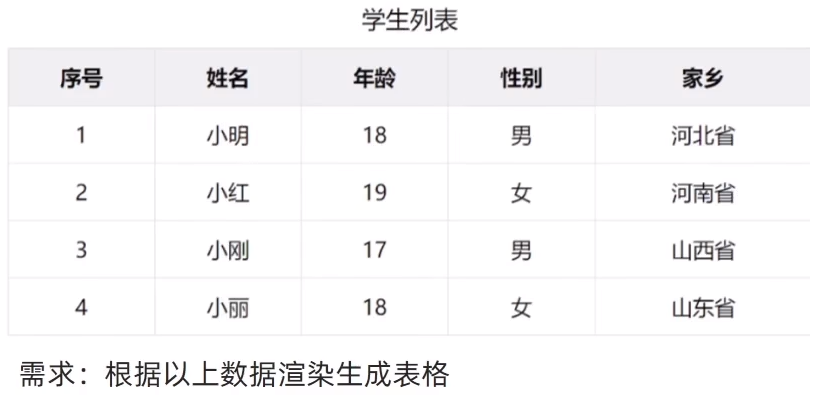 学生列表
序号 姓名 年龄 性别 家乡
1 小明 18 男 河北省
2 小红 19 女 河南省
3 小刚 17 男 山西省
4 小丽 18 女 山东省
需求：根据以上数据渲染生成表格